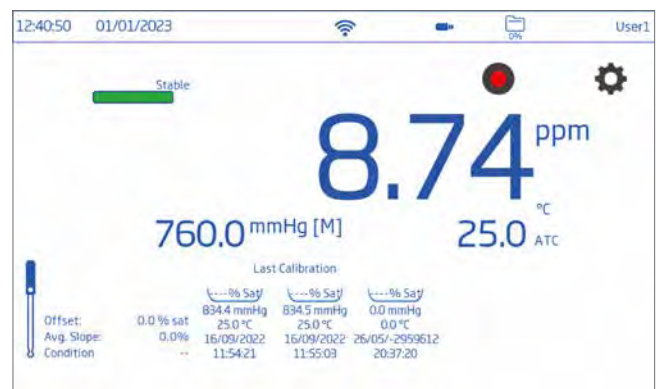 12:40:50 01/01/2023 0% User1
Stable
8.74 ppm
760.0 mmHg [M] 25.0 °C ATC
Last Calibration
----% Sat ----% Sat ----% Sat
834.4 mmHg 834.5 mmHg 0.0 mmHg
Offset: 0.0 % sat 25.0 °C 25.0 °C 0.0 °C
Avg. Slope: 0.0% 16/09/2022 16/09/2022 26/05/-2959612
Condition -- 11:54:21 11:55:03 20:37:20